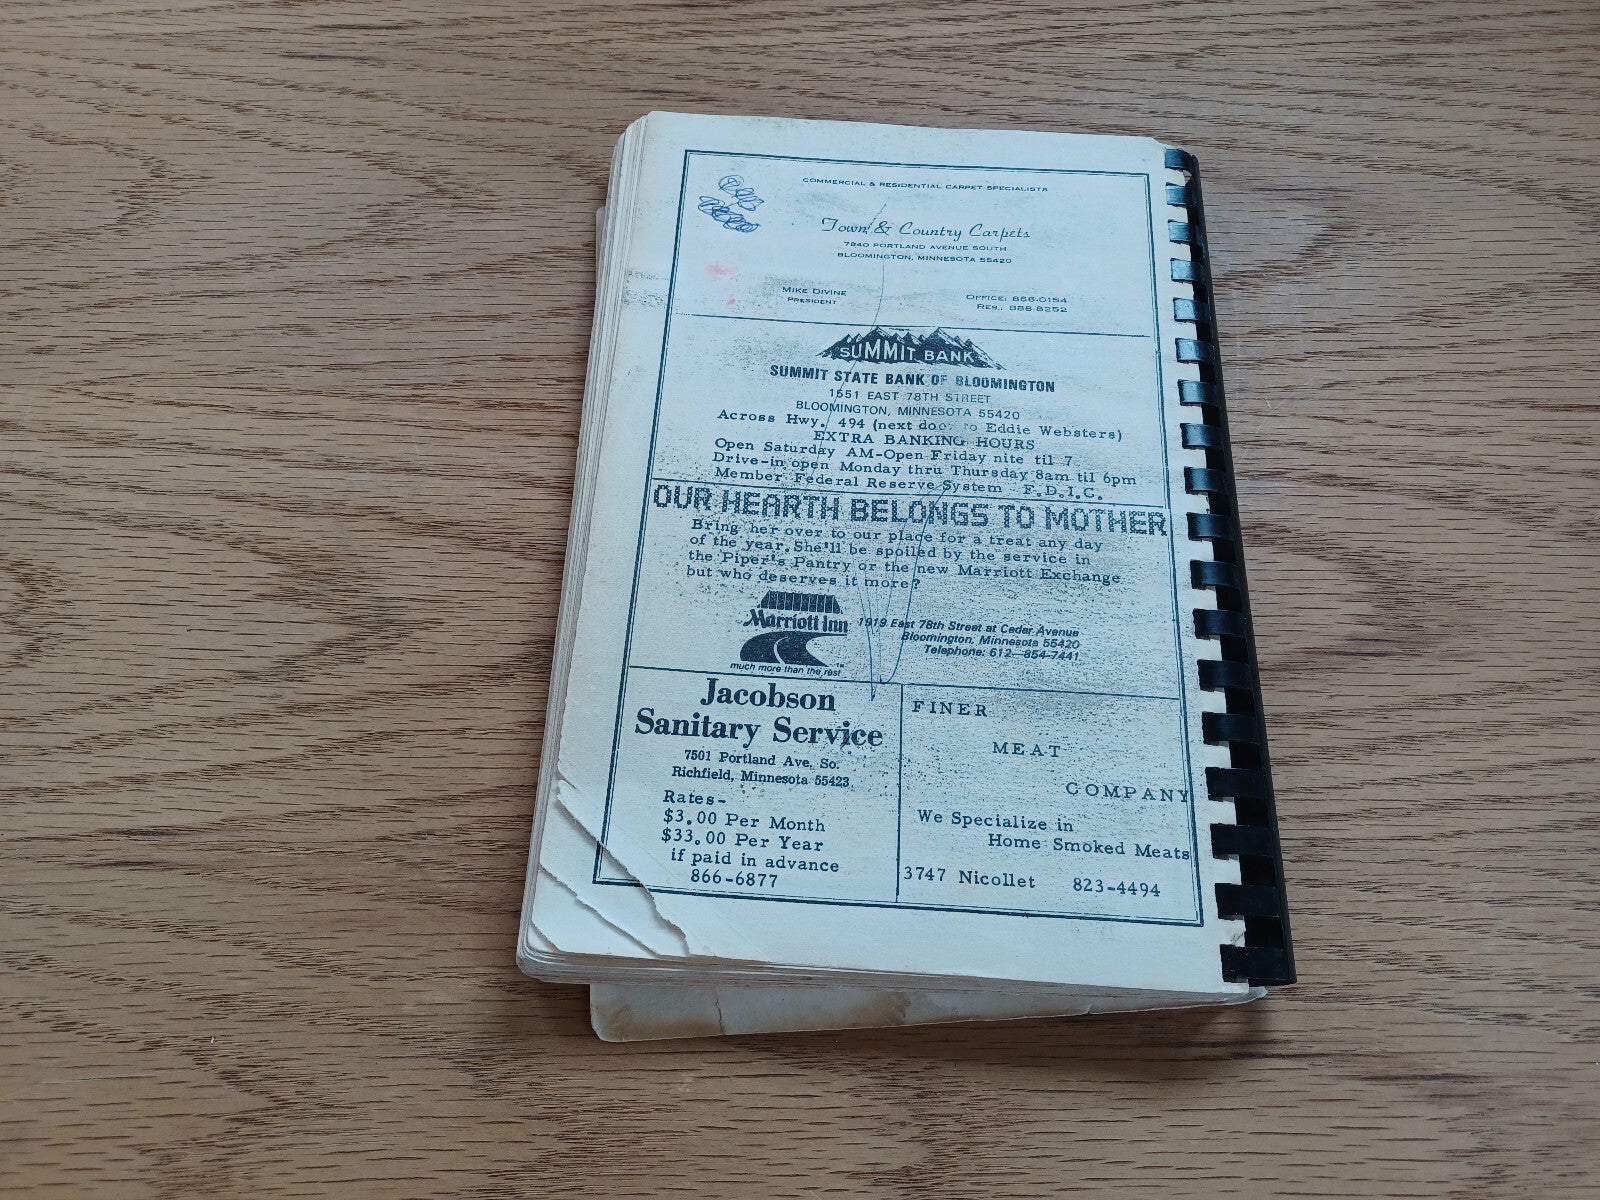 COMMERCIAL & RESIDENTIAL CARPET SPECIALISTA
Town & Country Carpets
7840 PORTLAND AVENUE SOUTH
BLOOMINGTON, MINNESOTA 55420
MIKE DIVINE
PRESIDENT
OFFICE: 866-0154
RES.: 888-8252
SUMMIT BANK
SUMMIT STATE BANK OF BLOOMINGTON
1551 EAST 78TH STREET
BLOOMINGTON, MINNESOTA 55420
Across Hwy. 494 (next door to Eddie Websters)
EXTRA BANKING HOURS
Open Saturday AM-Open Friday nite til 7
Drive-in open Monday thru Thursday 8am til 6pm
Member Federal Reserve System F.D.I.C.
OUR HEARTH BELONGS TO MOTHER
Bring her over to our place for a treat any day
of the year. She'll be spoiled by the service in
the Piper's Pantry or the new Marriott Exchange
but who deserves it more?
Marriott Inn
much more than the rest™
1919 East 78th Street at Cedar Avenue
Bloomington, Minnesota 55420
Telephone: 612—854-7441
Jacobson
Sanitary Service
7501 Portland Ave. So.
Richfield, Minnesota 55423
Rates-
$3.00 Per Month
$33.00 Per Year
if paid in advance
866-6877
FINER
MEAT
COMPANY
We Specialize in
Home Smoked Meats
3747 Nicollet 823-4494